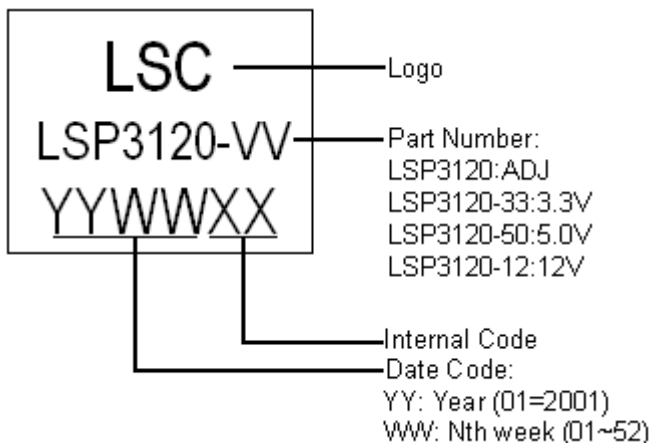 LSC
Logo
LSP3120-VV
Part Number:
LSP3120:ADJ
LSP3120-33:3.3V
LSP3120-50:5.0V
LSP3120-12:12V
YYWWXX
Internal Code
Date Code:
YY: Year (01=2001)
WW: Nth week (01~52)